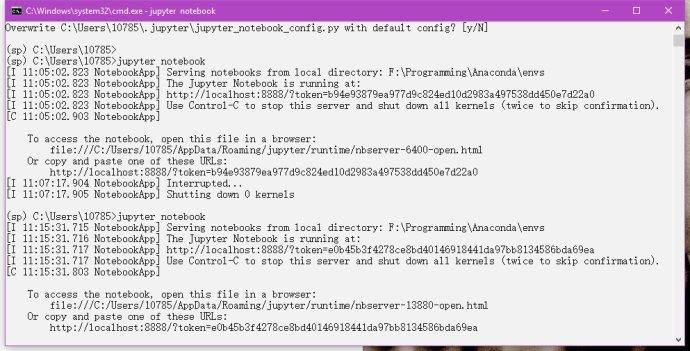 C:\Windows\system32\cmd.exe - jupyter notebook
Overwrite C:\Users\10785\.jupyter\jupyter_notebook_config.py with default config? [y/N]
(sp) C:\Users\10785>
(sp) C:\Users\10785>jupyter notebook
[I 11:05:02.823 NotebookApp] Serving notebooks from local directory: F:\Programming\Anaconda\envs
[I 11:05:02.823 NotebookApp] The Jupyter Notebook is running at:
[I 11:05:02.823 NotebookApp] http://localhost:8888/?token=b94e93879ea977d9c824ed10d2983a497538dd450e7d22a0
[I 11:05:02.823 NotebookApp] Use Control-C to stop this server and shut down all kernels (twice to skip confirmation).
[C 11:05:02.903 NotebookApp]
To access the notebook, open this file in a browser:
file:///C:/Users/10785/AppData/Roaming/jupyter/runtime/nbserver-6400-open.html
Or copy and paste one of these URLs:
http://localhost:8888/?token=b94e93879ea977d9c824ed10d2983a497538dd450e7d22a0
[I 11:07:17.904 NotebookApp] Interrupted...
[I 11:07:17.905 NotebookApp] Shutting down 0 kernels
(sp) C:\Users\10785>jupyter notebook
[I 11:15:31.715 NotebookApp] Serving notebooks from local directory: F:\Programming\Anaconda\envs
[I 11:15:31.716 NotebookApp] The Jupyter Notebook is running at:
[I 11:15:31.717 NotebookApp] http://localhost:8888/?token=e0b45b3f4278ce8bd40146918441da97bb8134586bda69ea
[I 11:15:31.717 NotebookApp] Use Control-C to stop this server and shut down all kernels (twice to skip confirmation).
[C 11:15:31.803 NotebookApp]
To access the notebook, open this file in a browser:
file:///C:/Users/10785/AppData/Roaming/jupyter/runtime/nbserver-13880-open.html
Or copy and paste one of these URLs:
http://localhost:8888/?token=e0b45b3f4278ce8bd40146918441da97bb8134586bda69ea